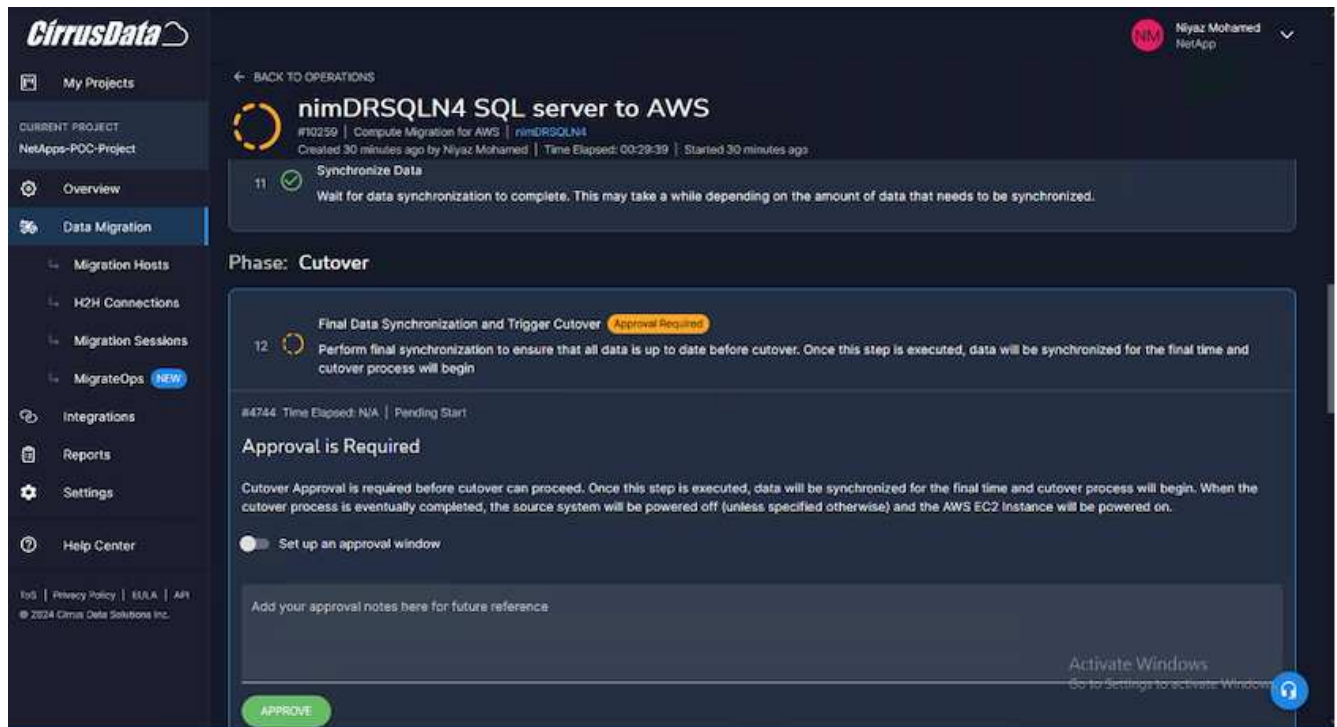 CirrusData
Niyaz Mohamed
NM
NetApp
My Projects
CURRENT PROJECT
NetApps-POC-Project
Overview
Data Migration
Migration Hosts
H2H Connections
Migration Sessions
MigrateOps NEW
Integrations
Reports
Settings
Help Center
ToS | Privacy Policy | EULA | API
© 2024 Cirrus Data Solutions Inc.
← BACK TO OPERATIONS
nimDRSQLN4 SQL server to AWS
#10259 | Compute Migration for AWS | nimDRSQLN4
Created 30 minutes ago by Niyaz Mohamed | Time Elapsed: 00:29:39 | Started 30 minutes ago
Synchronize Data
11
Wait for data synchronization to complete. This may take a while depending on the amount of data that needs to be synchronized.
Phase: Cutover
Final Data Synchronization and Trigger Cutover Approval Required
12
Perform final synchronization to ensure that all data is up to date before cutover. Once this step is executed, data will be synchronized for the final time and
cutover process will begin
#4744 Time Elapsed: N/A | Pending Start
Approval is Required
Cutover Approval is required before cutover can proceed. Once this step is executed, data will be synchronized for the final time and cutover process will begin. When the
cutover process is eventually completed, the source system will be powered off (unless specified otherwise) and the AWS EC2 Instance will be powered on.
Set up an approval window
Add your approval notes here for future reference
Activate Windows
Go to Settings to activate Windows
APPROVE